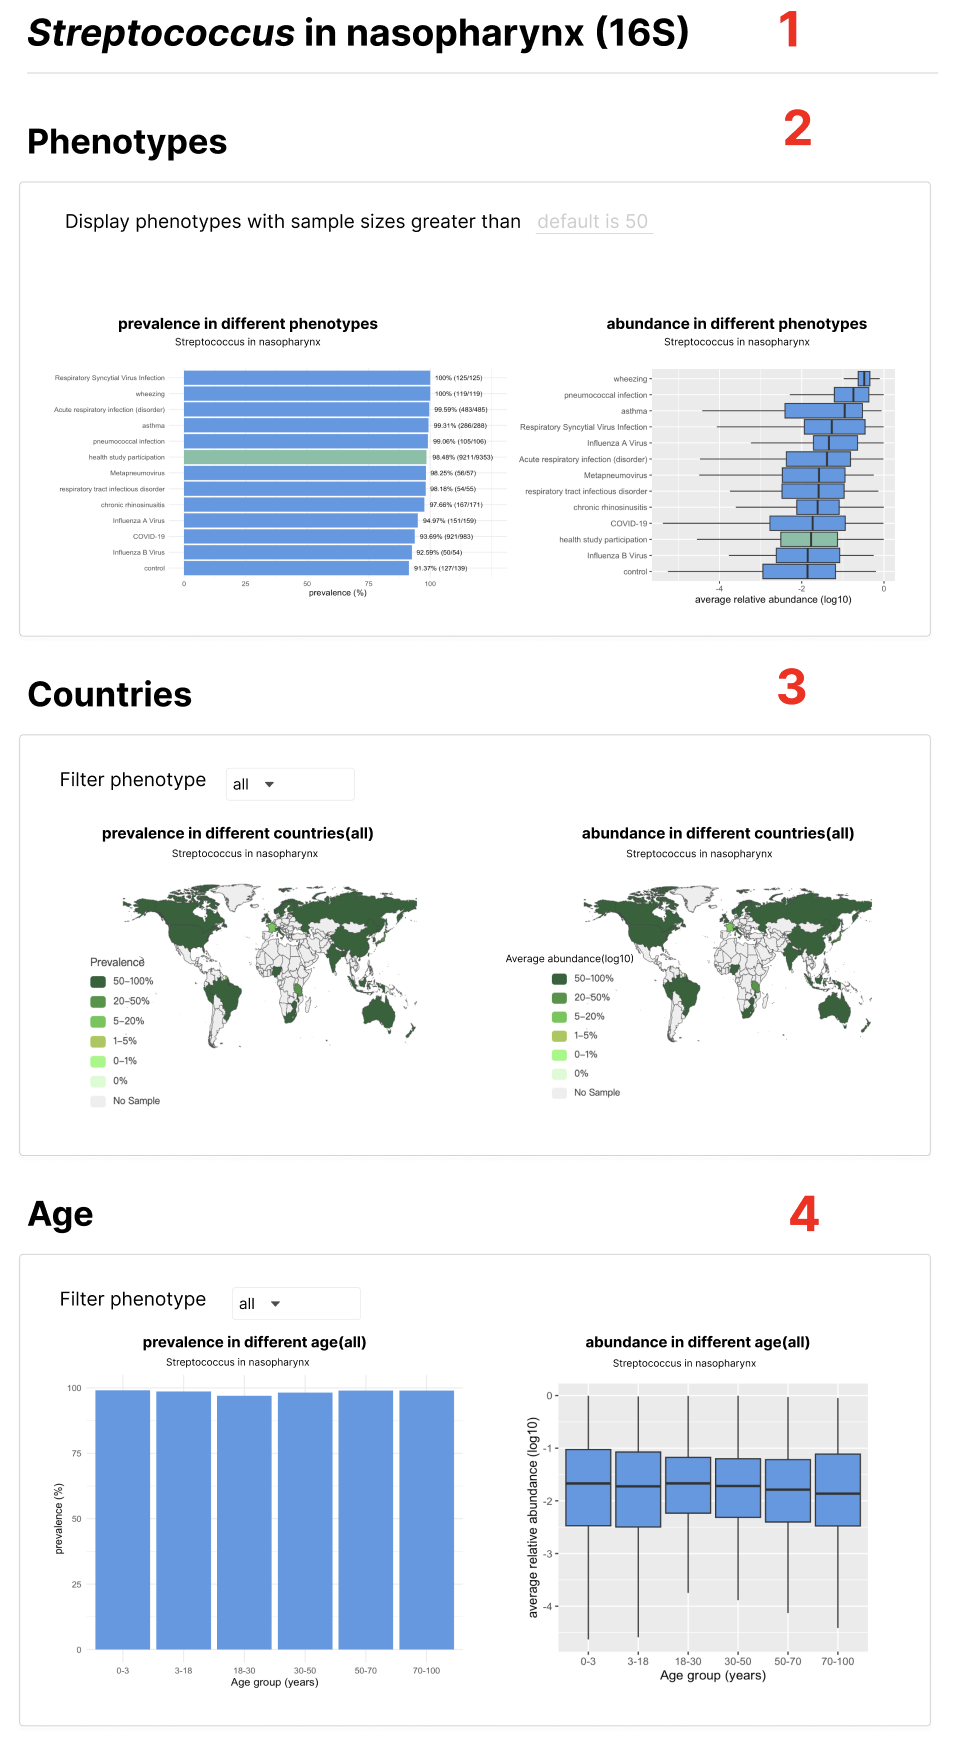 Streptococcus in nasopharynx (16S)
1
Phenotypes
2
Display phenotypes with sample sizes greater than default is 50
prevalence in different phenotypes
Streptococcus in nasopharynx
Respiratory Syncytial Virus Infection 100% (125/125)
wheezing 100% (119/119)
Acute respiratory infection (disorder) 99.59% (483/485)
asthma 99.31% (286/288)
pneumococcal infection 99.06% (105/106)
health study participation 98.48% (9211/9353)
Metapneumovirus 98.25% (56/57)
respiratory tract infectious disorder 98.18% (54/55)
chronic rhinosinusitis 97.66% (167/171)
Influenza A Virus 94.97% (151/159)
COVID-19 93.69% (921/983)
Influenza B Virus 92.59% (50/54)
control 91.37% (127/139)
0 25 50 75 100
prevalence (%)
abundance in different phenotypes
Streptococcus in nasopharynx
wheezing
pneumococcal infection
asthma
Respiratory Syncytial Virus Infection
Influenza A Virus
Acute respiratory infection (disorder)
Metapneumovirus
respiratory tract infectious disorder
chronic rhinosinusitis
COVID-19
health study participation
Influenza B Virus
control
-4 -2 0
average relative abundance (log10)
Countries
3
Filter phenotype all
prevalence in different countries(all)
Streptococcus in nasopharynx
Prevalence
50–100%
20–50%
5–20%
1–5%
0–1%
0%
No Sample
abundance in different countries(all)
Streptococcus in nasopharynx
Average abundance(log10)
50–100%
20–50%
5–20%
1–5%
0–1%
0%
No Sample
Age
4
Filter phenotype all
prevalence in different age(all)
Streptococcus in nasopharynx
prevalence (%)
100
75
50
25
0
0-3 3-18 18-30 30-50 50-70 70-100
Age group (years)
abundance in different age(all)
Streptococcus in nasopharynx
average relative abundance (log10)
0
-1
-2
-3
-4
0-3 3-18 18-30 30-50 50-70 70-100
Age group (years)